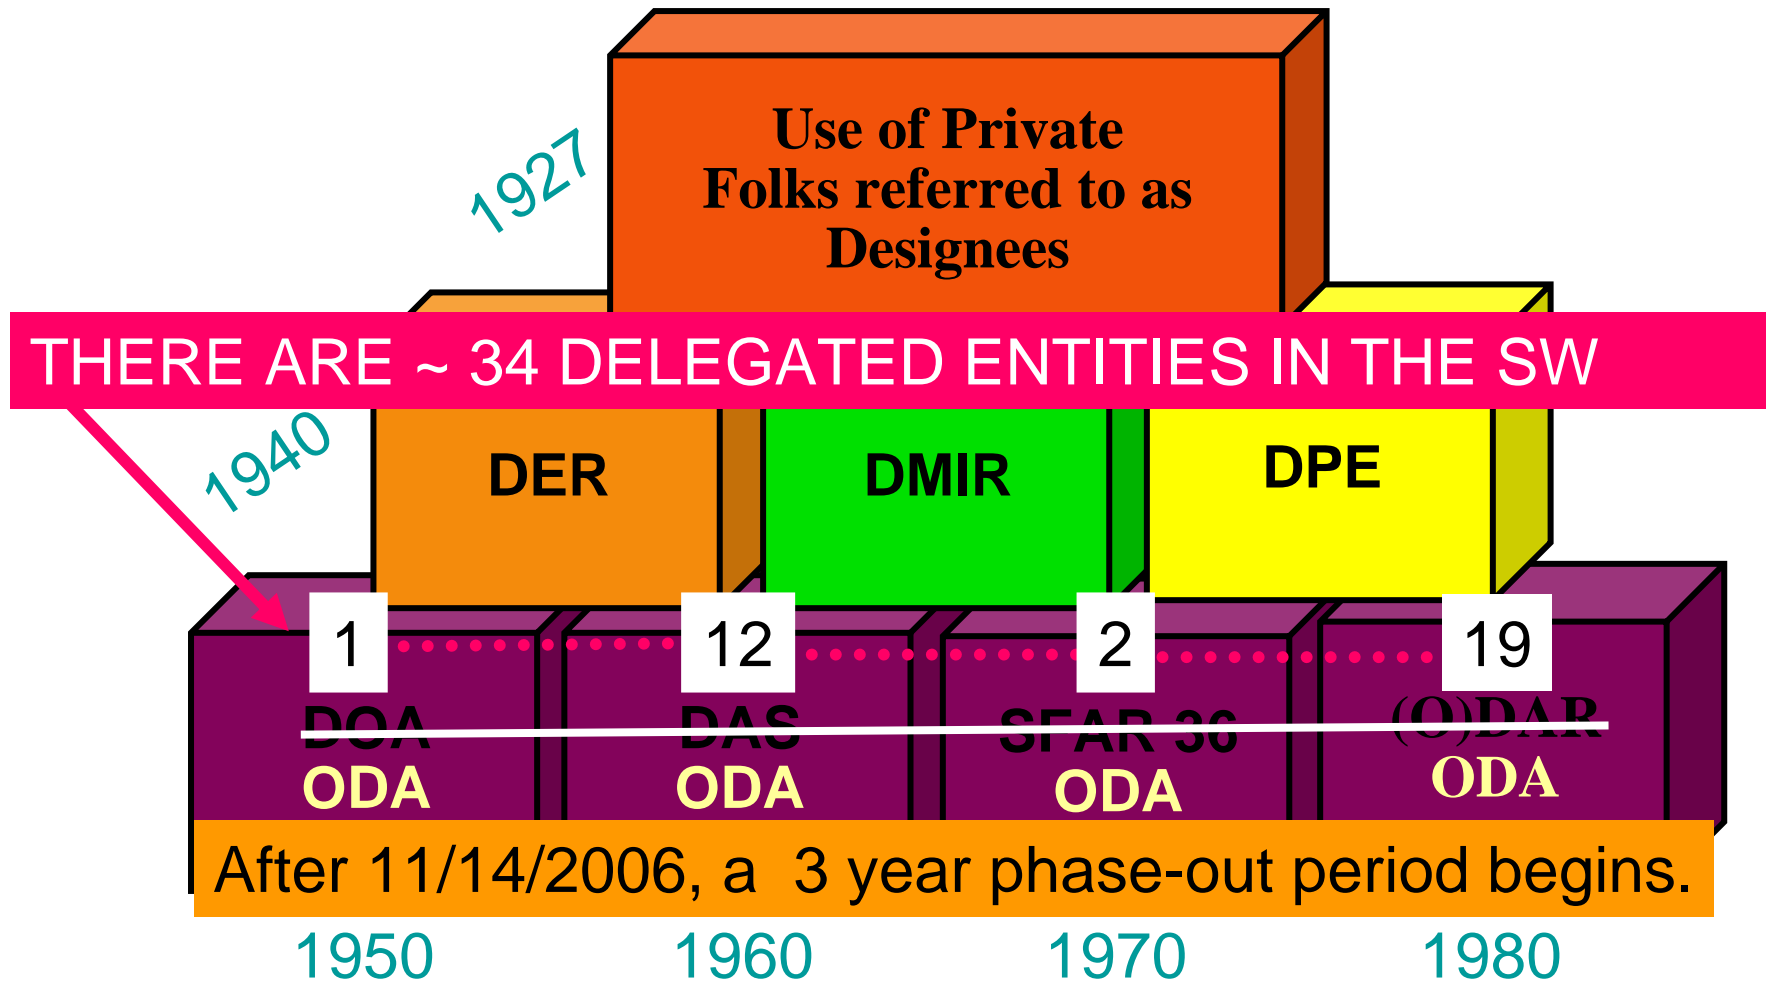 Use of Private
Folks referred to as
Designees
1927
THERE ARE ~ 34 DELEGATED ENTITIES IN THE SW
1940
DER
DMIR
DPE
1
12
2
19
DOA
DAS
SFAR 36
(O)DAR
ODA
ODA
ODA
ODA
After 11/14/2006, a  3 year phase-out period begins.
1950
1960
1970
1980